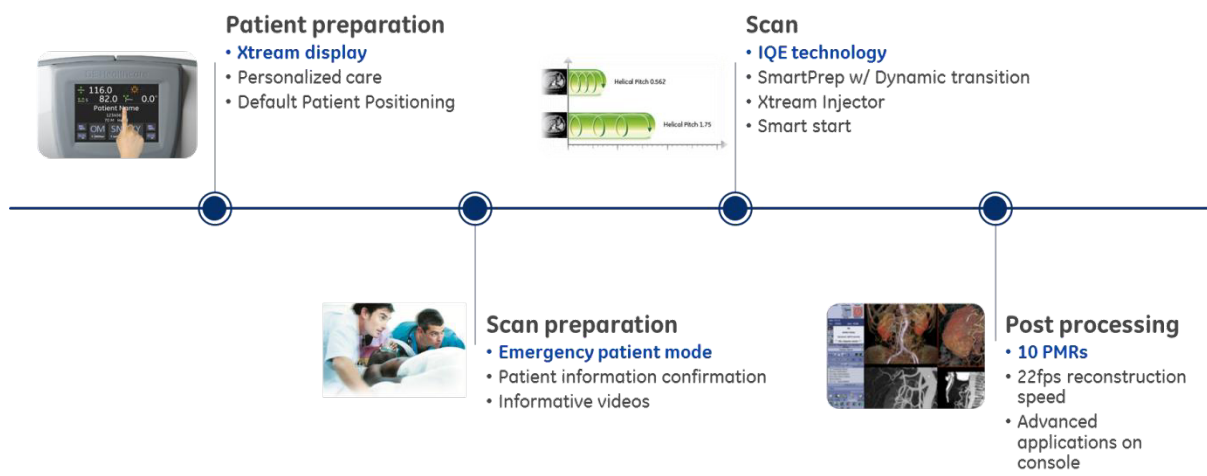 Patient preparation
• Xtream display
• Personalized care
• Default Patient Positioning
116.0
82.0
0.0°
Patient Name
Scan
• IQE technology
• SmartPrep w/ Dynamic transition
• Xtream Injector
• Smart start
Helical Pitch 0.562
Helical Pitch 1.75
Scan preparation
• Emergency patient mode
• Patient information confirmation
• Informative videos
Post processing
• 10 PMRs
• 22fps reconstruction
speed
• Advanced
applications on
console